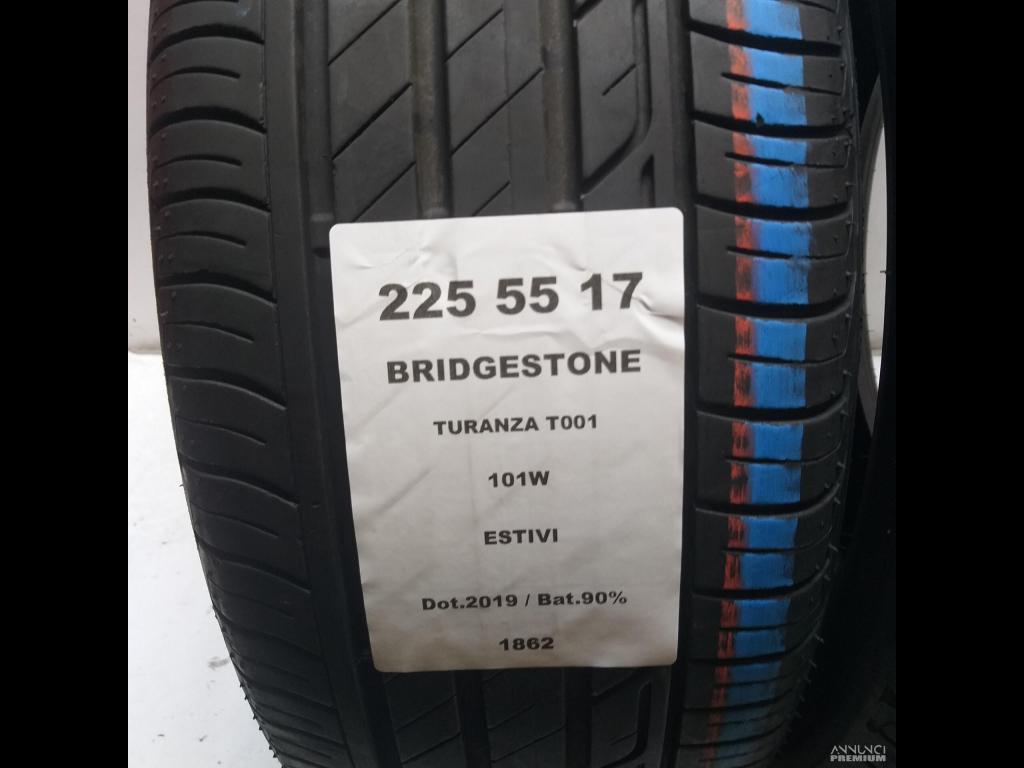 225 55 17
BRIDGESTONE
TURANZA T001
101W
ESTIVI
Dot.2019 / Bat.90%
1862
ANNUNCI
PREMIUM